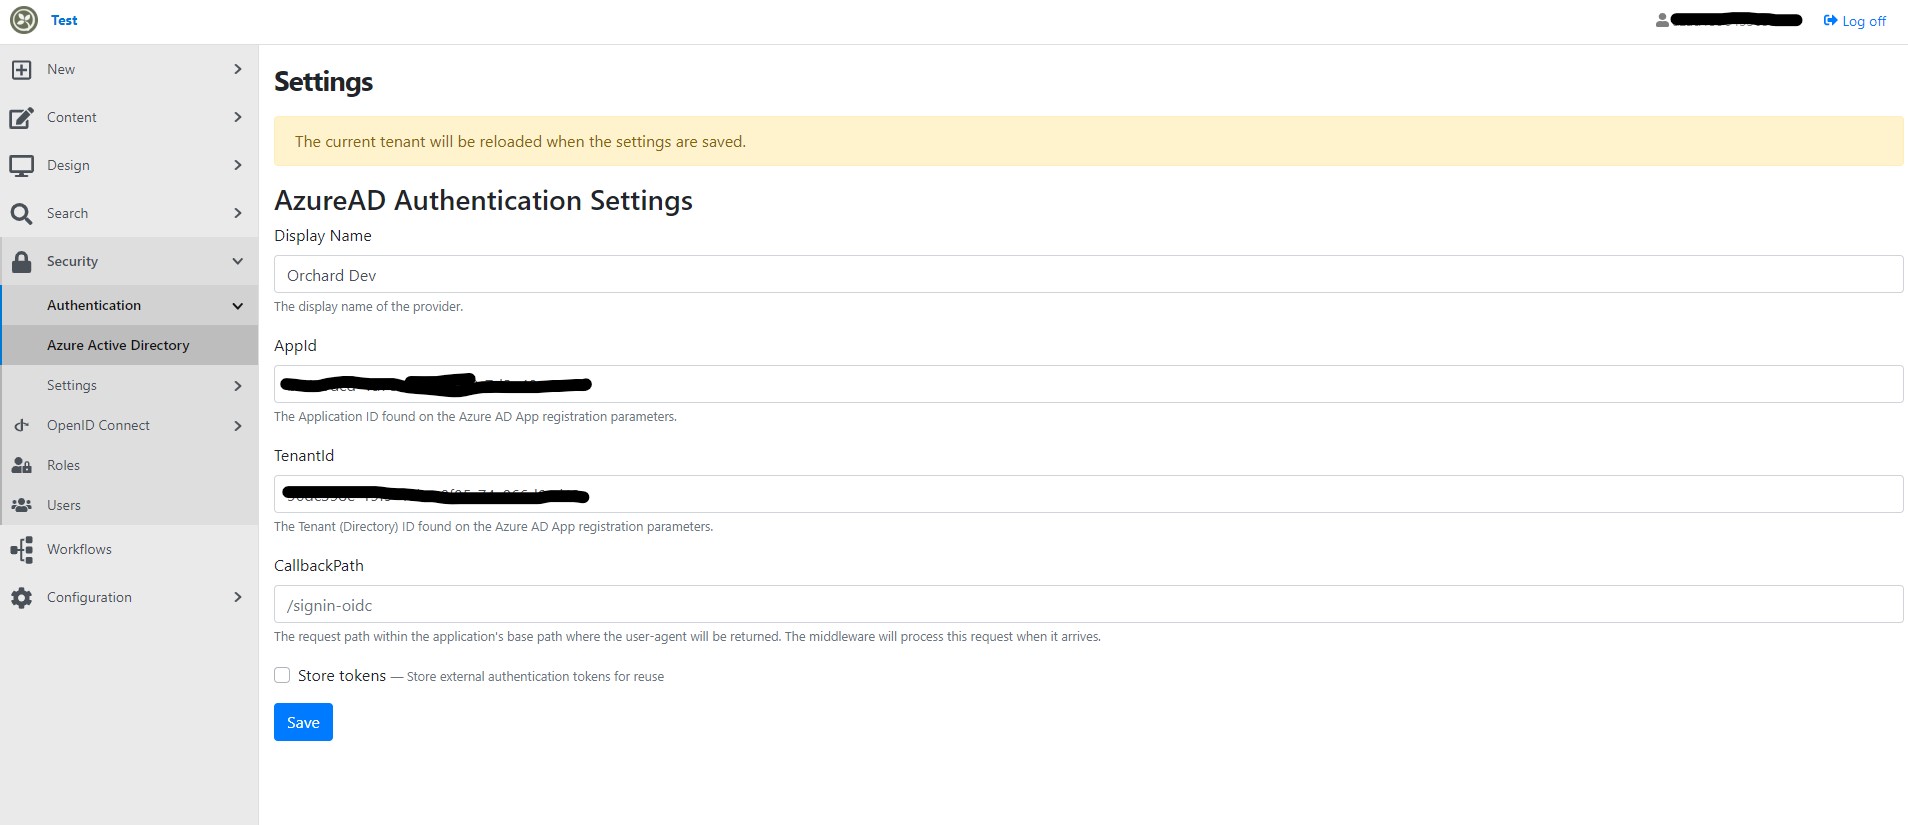 Test
Log off
New
Content
Design
Search
Security
Authentication
Azure Active Directory
Settings
OpenID Connect
Roles
Users
Workflows
Configuration
Settings
The current tenant will be reloaded when the settings are saved.
AzureAD Authentication Settings
Display Name
Orchard Dev
The display name of the provider.
AppId
The Application ID found on the Azure AD App registration parameters.
TenantId
The Tenant (Directory) ID found on the Azure AD App registration parameters.
CallbackPath
/signin-oidc
The request path within the application's base path where the user-agent will be returned. The middleware will process this request when it arrives.
Store tokens — Store external authentication tokens for reuse
Save